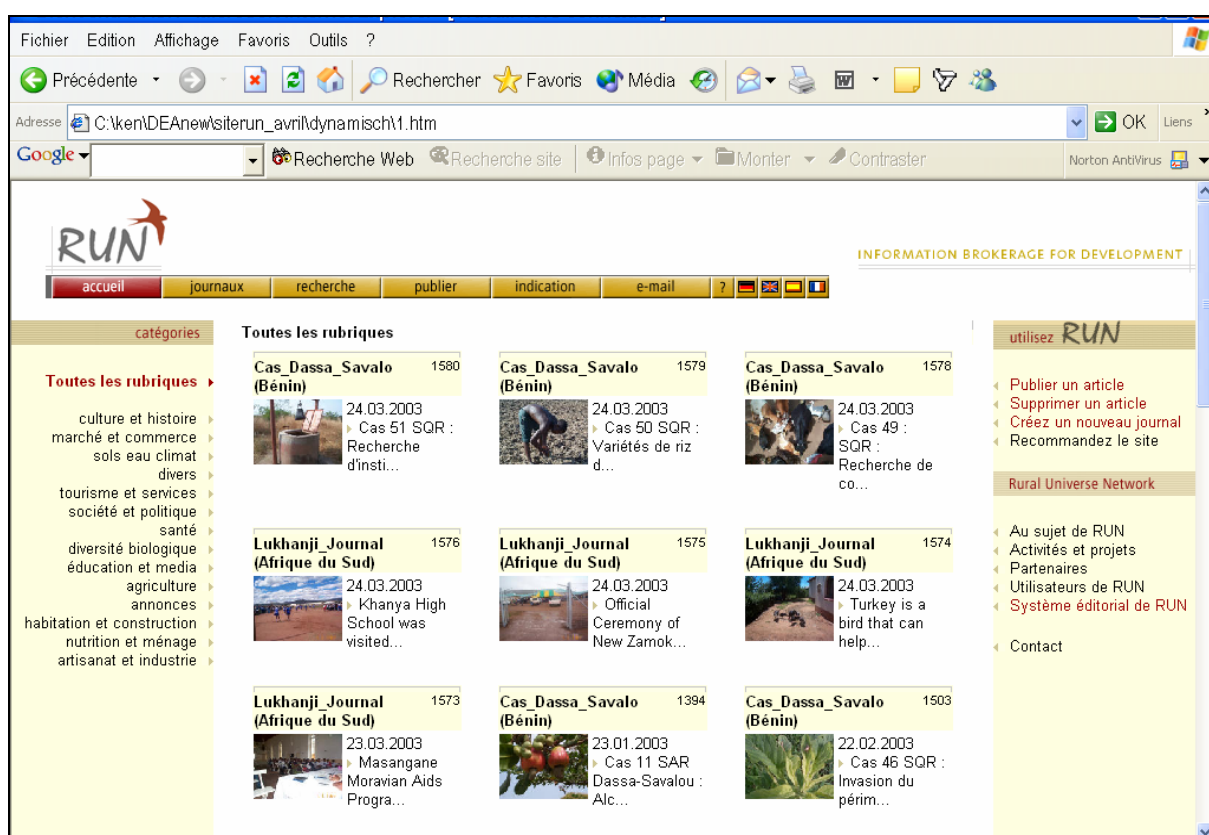 Fichier Edition Affichage Favoris Outils ?
Précédente Rechercher Favoris Média
Adresse C:\ken\DEAnew\siterun_avril\dynamisch\1.htm OK Liens
Google Recherche Web Recherche site Infos page Monter Contraster Norton AntiVirus
RUN
INFORMATION BROKERAGE FOR DEVELOPMENT
accueil journaux recherche publier indication e-mail ?
catégories
Toutes les rubriques
culture et histoire
marché et commerce
sols eau climat
divers
tourisme et services
société et politique
santé
diversité biologique
éducation et media
agriculture
annonces
habitation et construction
nutrition et ménage
artisanat et industrie
Toutes les rubriques
Cas_Dassa_Savalo 1580
(Bénin)
24.03.2003
Cas 51 SQR :
Recherche
d'insti...
Cas_Dassa_Savalo 1579
(Bénin)
24.03.2003
Cas 50 SQR :
Variétés de riz
d...
Cas_Dassa_Savalo 1578
(Bénin)
24.03.2003
Cas 49 :
SQR :
Recherche de
co...
Lukhanji_Journal 1576
(Afrique du Sud)
24.03.2003
Khanya High
School was
visited...
Lukhanji_Journal 1575
(Afrique du Sud)
24.03.2003
Official
Ceremony of
New Zamok...
Lukhanji_Journal 1574
(Afrique du Sud)
24.03.2003
Turkey is a
bird that can
help...
Lukhanji_Journal 1573
(Afrique du Sud)
23.03.2003
Masangane
Moravian Aids
Progra...
Cas_Dassa_Savalo 1394
(Bénin)
23.01.2003
Cas 11 SAR
Dassa-Savalou :
Alc...
Cas_Dassa_Savalo 1503
(Bénin)
22.02.2003
Cas 46 SQR :
Invasion du
périm...
utilisez RUN
Publier un article
Supprimer un article
Créez un nouveau journal
Recommandez le site
Rural Universe Network
Au sujet de RUN
Activités et projets
Partenaires
Utilisateurs de RUN
Système éditorial de RUN
Contact